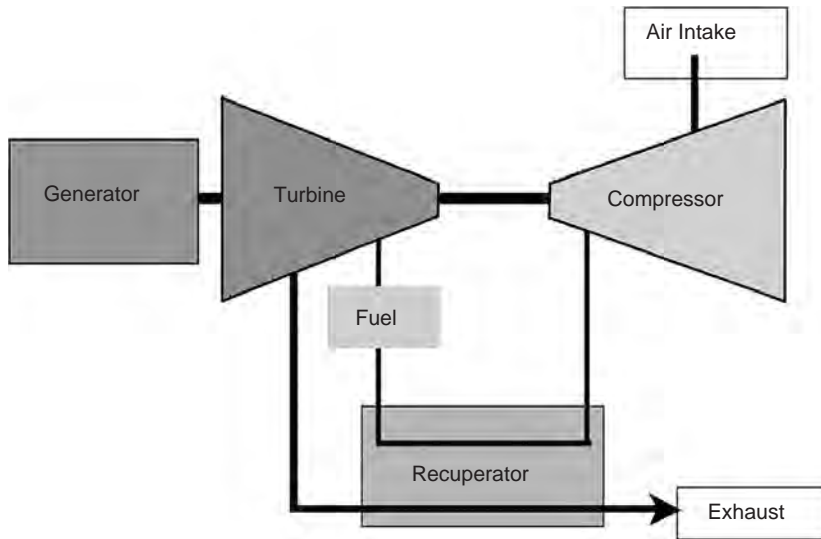 Air Intake
Generator
Turbine
Compressor
Fuel
Recuperator
Exhaust